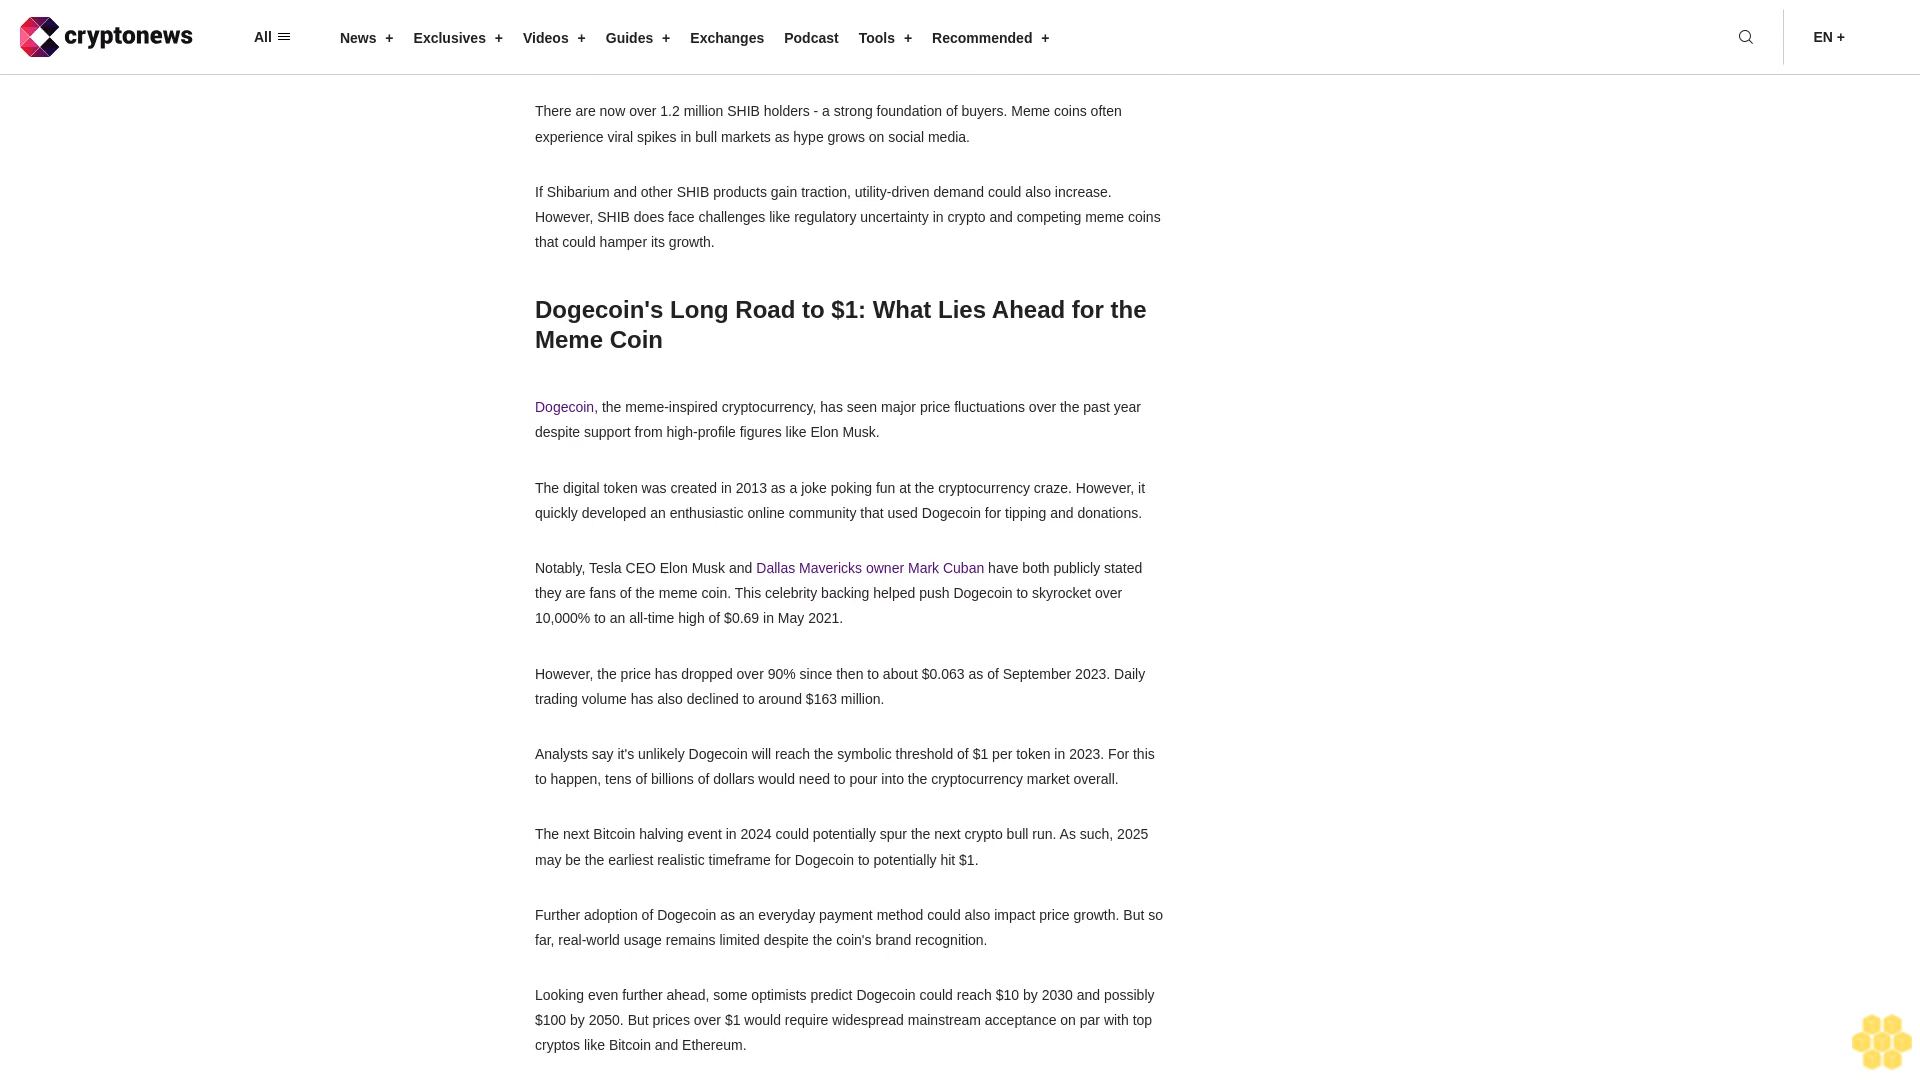 cryptonews
All
News +
Exclusives +
Videos +
Guides +
Exchanges
Podcast
Tools +
Recommended +
EN +
There are now over 1.2 million SHIB holders - a strong foundation of buyers. Meme coins often
experience viral spikes in bull markets as hype grows on social media.
If Shibarium and other SHIB products gain traction, utility-driven demand could also increase.
However, SHIB does face challenges like regulatory uncertainty in crypto and competing meme coins
that could hamper its growth.
Dogecoin's Long Road to $1: What Lies Ahead for the
Meme Coin
Dogecoin, the meme-inspired cryptocurrency, has seen major price fluctuations over the past year
despite support from high-profile figures like Elon Musk.
The digital token was created in 2013 as a joke poking fun at the cryptocurrency craze. However, it
quickly developed an enthusiastic online community that used Dogecoin for tipping and donations.
Notably, Tesla CEO Elon Musk and Dallas Mavericks owner Mark Cuban have both publicly stated
they are fans of the meme coin. This celebrity backing helped push Dogecoin to skyrocket over
10,000% to an all-time high of $0.69 in May 2021.
However, the price has dropped over 90% since then to about $0.063 as of September 2023. Daily
trading volume has also declined to around $163 million.
Analysts say it's unlikely Dogecoin will reach the symbolic threshold of $1 per token in 2023. For this
to happen, tens of billions of dollars would need to pour into the cryptocurrency market overall.
The next Bitcoin halving event in 2024 could potentially spur the next crypto bull run. As such, 2025
may be the earliest realistic timeframe for Dogecoin to potentially hit $1.
Further adoption of Dogecoin as an everyday payment method could also impact price growth. But so
far, real-world usage remains limited despite the coin's brand recognition.
Looking even further ahead, some optimists predict Dogecoin could reach $10 by 2030 and possibly
$100 by 2050. But prices over $1 would require widespread mainstream acceptance on par with top
cryptos like Bitcoin and Ethereum.